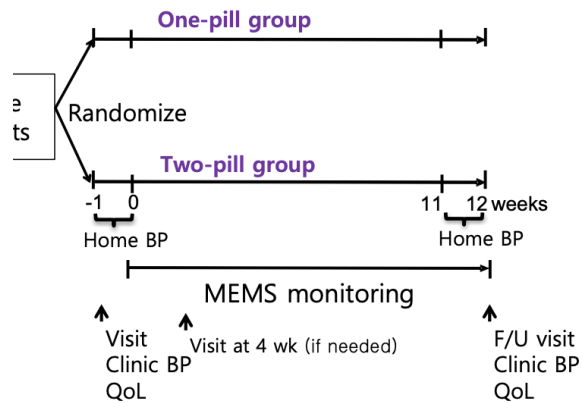 One-pill group
e
ts
Randomize
Two-pill group
-1 0 11 12 weeks
Home BP Home BP
MEMS monitoring
Visit
Clinic BP
QoL
Visit at 4 wk (if needed)
F/U visit
Clinic BP
QoL